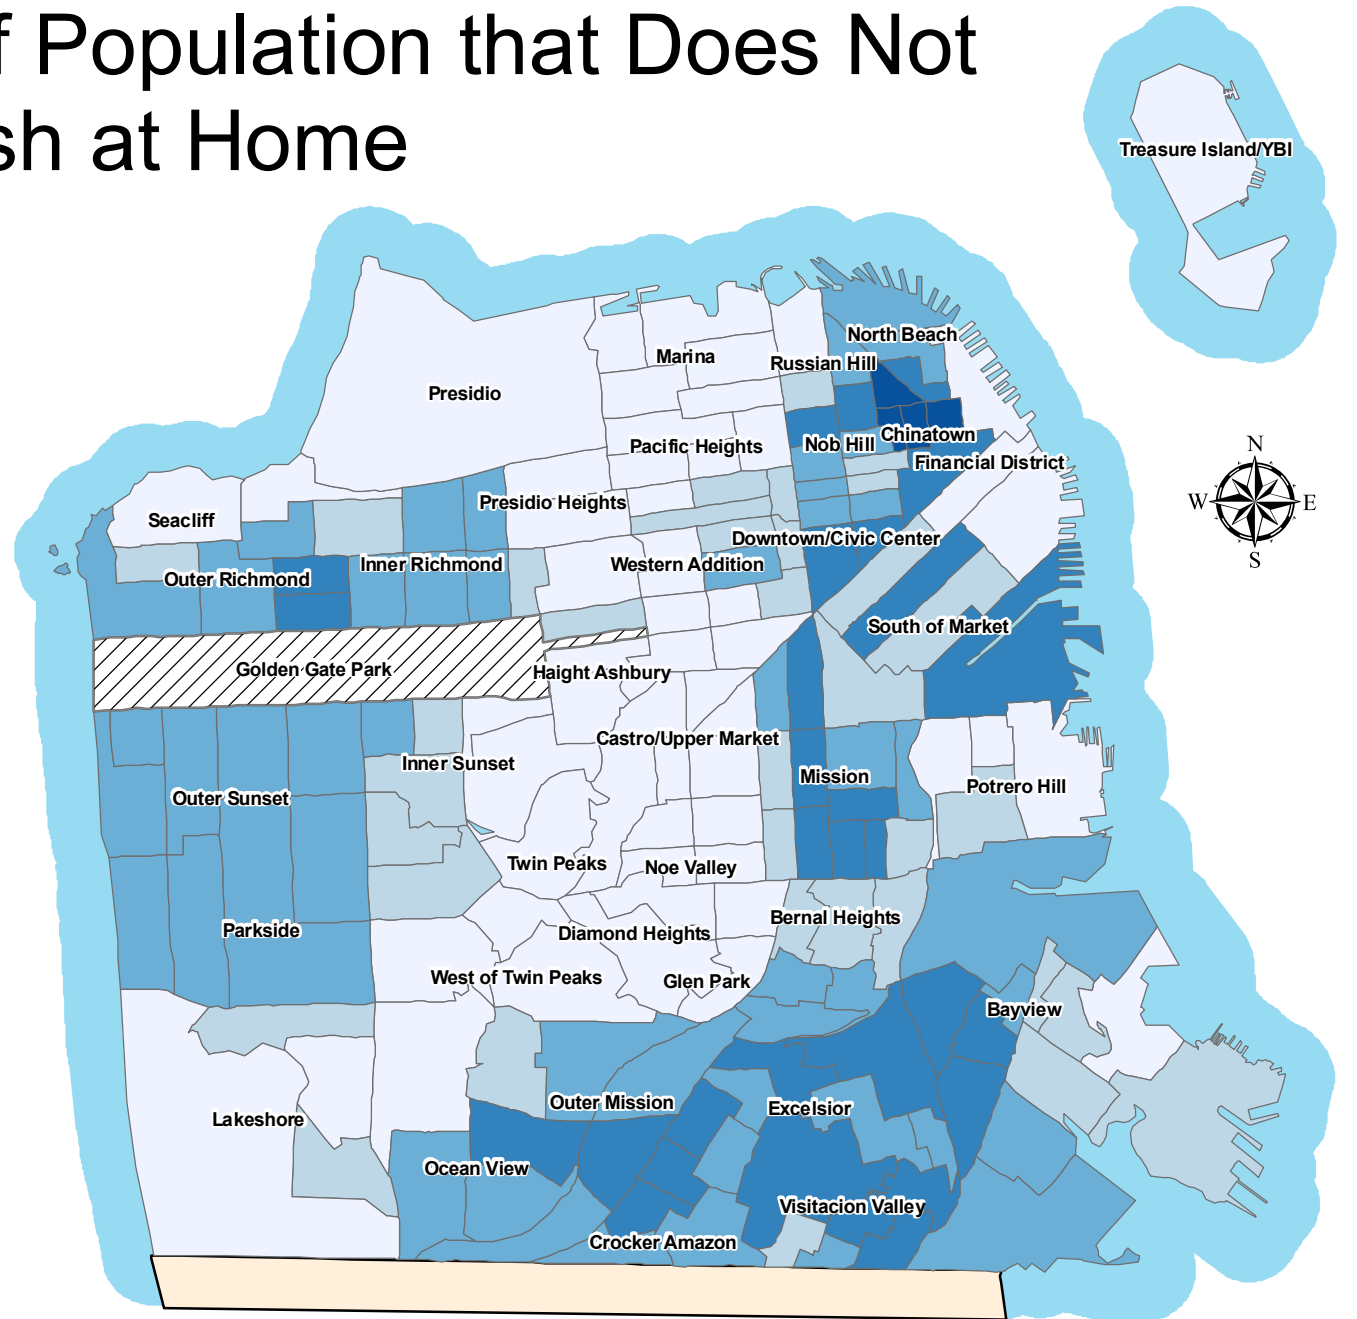 f Population that Does Not
sh at Home
Treasure Island/YBI
North Beach
Marina
Russian Hill
Presidio
Chinatown
Pacific Heights
Nob Hill
Financial District
N
W E
S
Presidio Heights
Seacliff
Downtown/Civic Center
Inner Richmond
Western Addition
Outer Richmond
South of Market
Golden Gate Park
Haight Ashbury
Castro/Upper Market
Inner Sunset
Mission
Potrero Hill
Outer Sunset
Twin Peaks
Noe Valley
Bernal Heights
Parkside
Diamond Heights
West of Twin Peaks
Glen Park
Bayview
Outer Mission
Excelsior
Lakeshore
Ocean View
Visitacion Valley
Crocker Amazon